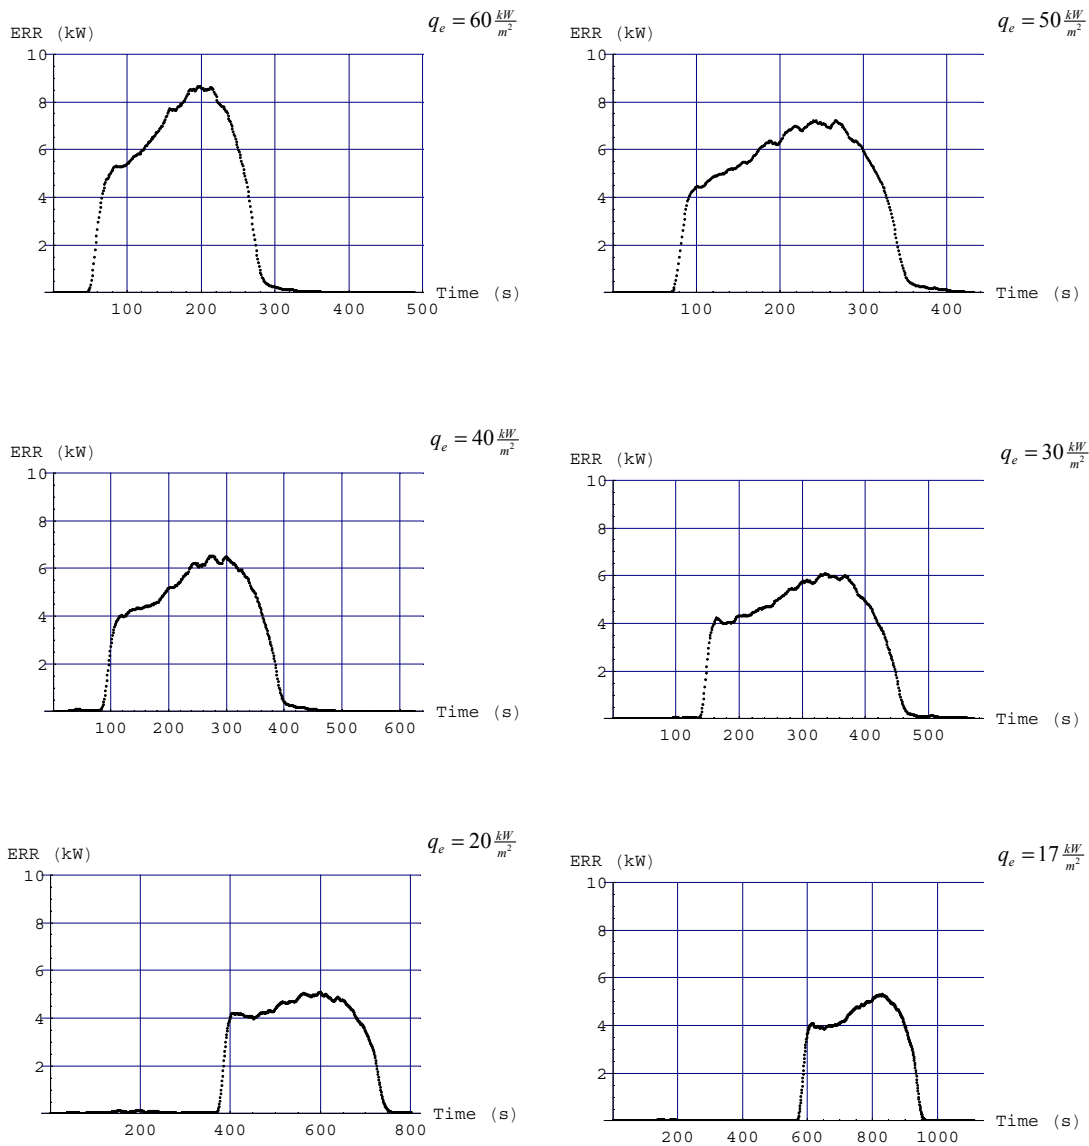 q_e = 60 kW/m²
ERR (kW)
10
8
6
4
2
Time (s)
100 200 300 400 500
q_e = 50 kW/m²
ERR (kW)
10
8
6
4
2
Time (s)
100 200 300 400
q_e = 40 kW/m²
ERR (kW)
10
8
6
4
2
Time (s)
100 200 300 400 500 600
q_e = 30 kW/m²
ERR (kW)
10
8
6
4
2
Time (s)
100 200 300 400 500
q_e = 20 kW/m²
ERR (kW)
10
8
6
4
2
Time (s)
200 400 600 800
q_e = 17 kW/m²
ERR (kW)
10
8
6
4
2
Time (s)
200 400 600 800 1000